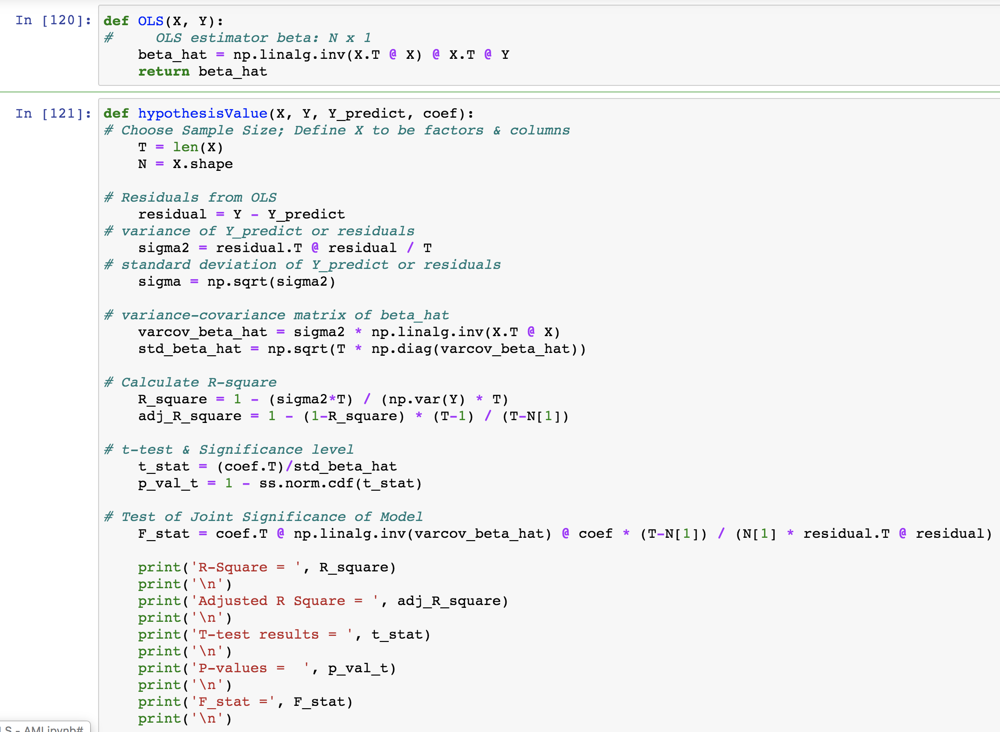 In [120]: def OLS(X, Y):
#     OLS estimator beta: N x 1
    beta_hat = np.linalg.inv(X.T @ X) @ X.T @ Y
    return beta_hat
In [121]: def hypothesisValue(X, Y, Y_predict, coef):
# Choose Sample Size; Define X to be factors & columns
    T = len(X)
    N = X.shape
# Residuals from OLS
    residual = Y - Y_predict
# variance of Y_predict or residuals
    sigma2 = residual.T @ residual / T
# standard deviation of Y_predict or residuals
    sigma = np.sqrt(sigma2)
# variance-covariance matrix of beta_hat
    varcov_beta_hat = sigma2 * np.linalg.inv(X.T @ X)
    std_beta_hat = np.sqrt(T * np.diag(varcov_beta_hat))
# Calculate R-square
    R_square = 1 - (sigma2*T) / (np.var(Y) * T)
    adj_R_square = 1 - (1-R_square) * (T-1) / (T-N[1])
# t-test & Significance level
    t_stat = (coef.T)/std_beta_hat
    p_val_t = 1 - ss.norm.cdf(t_stat)
# Test of Joint Significance of Model
    F_stat = coef.T @ np.linalg.inv(varcov_beta_hat) @ coef * (T-N[1]) / (N[1] * residual.T @ residual)
    print('R-Square = ', R_square)
    print('\n')
    print('Adjusted R Square = ', adj_R_square)
    print('\n')
    print('T-test results = ', t_stat)
    print('\n')
    print('P-values =  ', p_val_t)
    print('\n')
    print('F_stat =', F_stat)
    print('\n')
LS - AMI.ipynb#